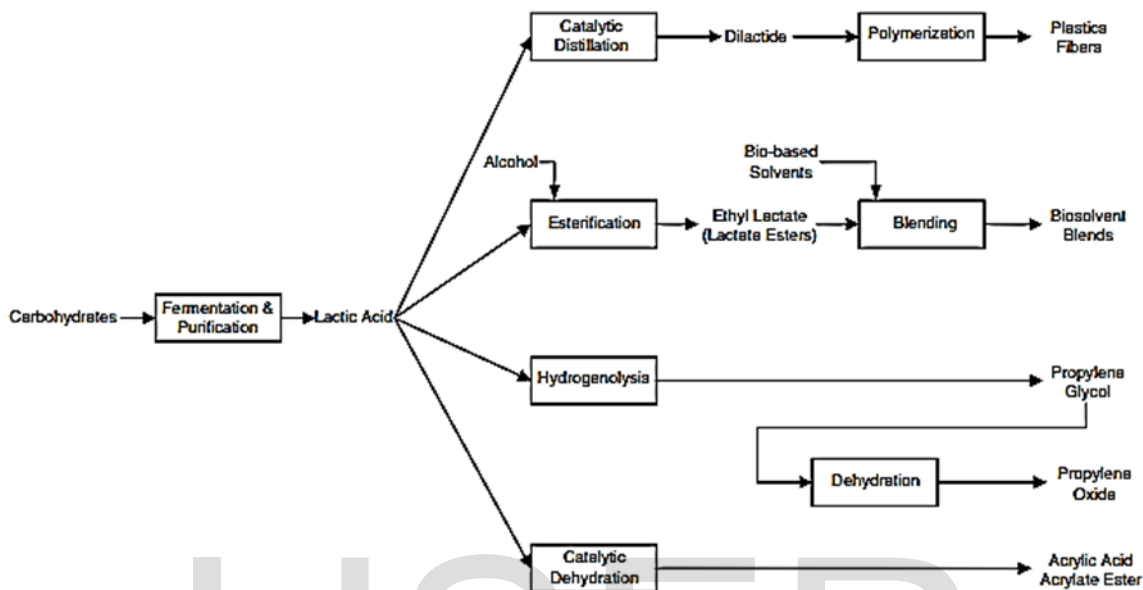 Catalytic
Distillation
Dilactide
Polymerization
Plastics
Fibers
Alcohol
Bio-based
Solvents
Esterification
Ethyl Lactate
(Lactate Esters)
Blending
Biosolvent
Blends
Carbohydrates
Fermentation &
Purification
Lactic Acid
Hydrogenolysis
Propylene
Glycol
Dehydration
Propylene
Oxide
Catalytic
Dehydration
Acrylic Acid
Acrylate Ester